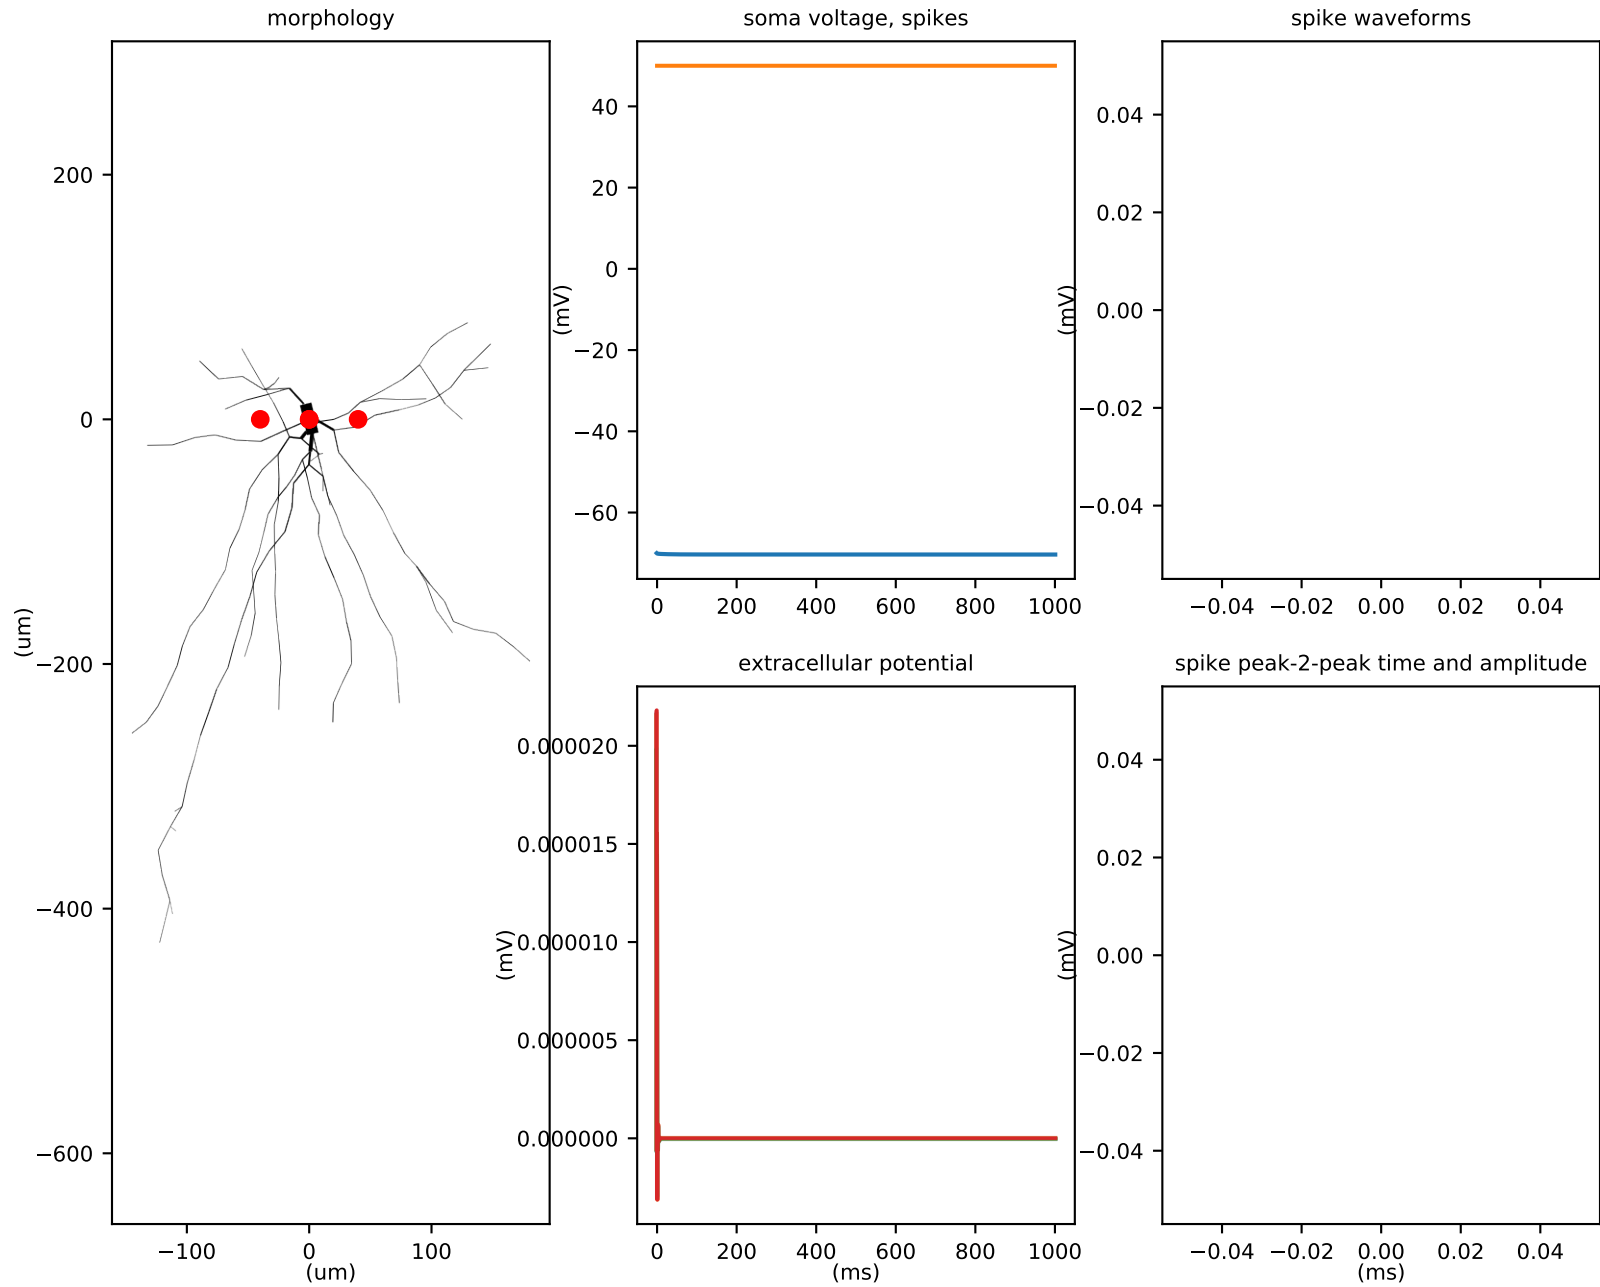 morphology
200
0
−200
−400
−600
(um)
−100 0 100
(um)
soma voltage, spikes
40
20
0
−20
−40
−60
(mV)
0 200 400 600 800 1000
spike waveforms
0.04
0.02
0.00
−0.02
−0.04
(mV)
−0.04 −0.02 0.00 0.02 0.04
extracellular potential
0.000020
0.000015
0.000010
0.000005
0.000000
(mV)
0 200 400 600 800 1000
(ms)
spike peak-2-peak time and amplitude
0.04
0.02
0.00
−0.02
−0.04
(mV)
−0.04 −0.02 0.00 0.02 0.04
(ms)